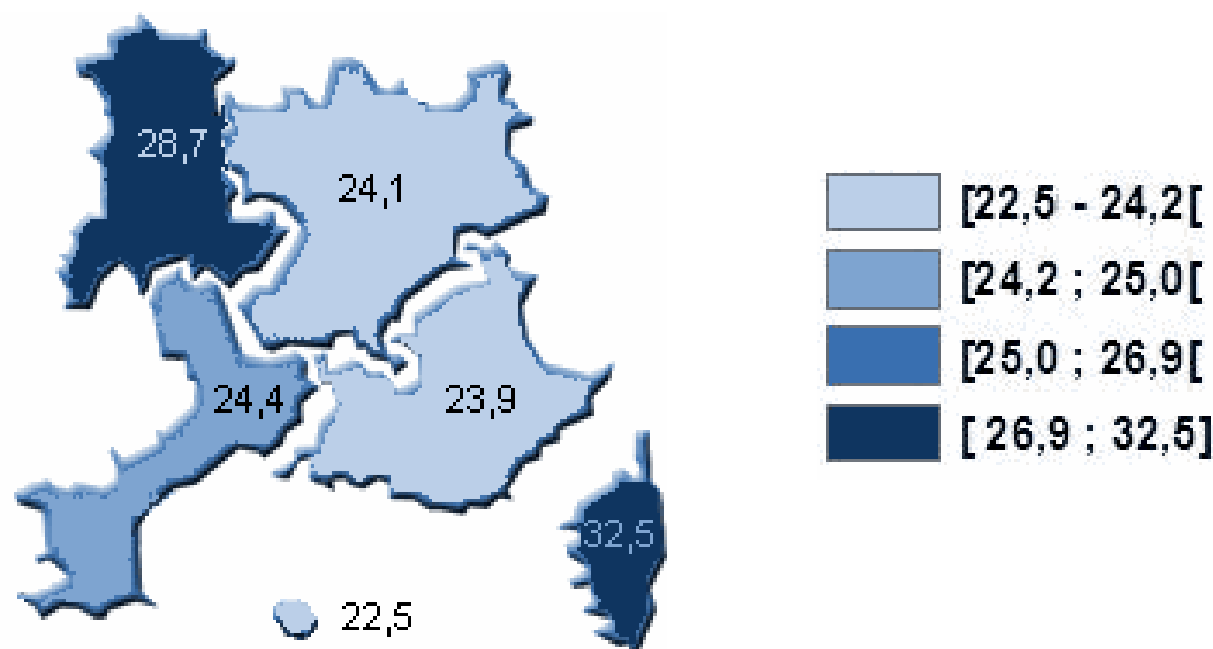 28,7
24,1
24,4
23,9
32,5
22,5
[22,5 - 24,2[
[24,2 ; 25,0[
[25,0 ; 26,9[
[ 26,9 ; 32,5]